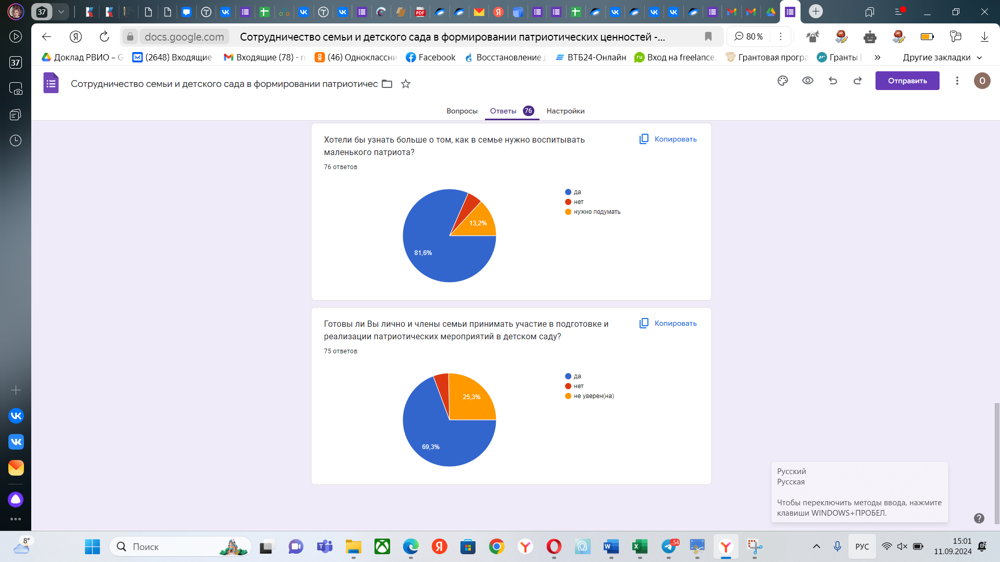 37
docs.google.com
Сотрудничество семьи и детского сада в формировании патриотических ценностей -...
80 %
Доклад РВИО – G
(2648) Входящие
Входящие (78) - ru
(46) Одноклассни
Facebook
Восстановление д
ВТБ24-Онлайн
Вход на freelance.
Грантовая програ
Гранты |
Другие закладки
37
Сотрудничество семьи и детского сада в формировании патриотичес
Отправить
О
Вопросы
Ответы 76
Настройки
Хотели бы узнать больше о том, как в семье нужно воспитывать
маленького патриота?
Копировать
76 ответов
да
нет
нужно подумать
13,2%
81,6%
Готовы ли Вы лично и члены семьи принимать участие в подготовке и
реализации патриотических мероприятий в детском саду?
Копировать
75 ответов
да
нет
не уверен(на)
25,3%
69,3%
Русский
Русская
Чтобы переключить методы ввода, нажмите
клавиши WINDOWS+ПРОБЕЛ.
8°
Поиск
..54
РУС
15:01
11.09.2024